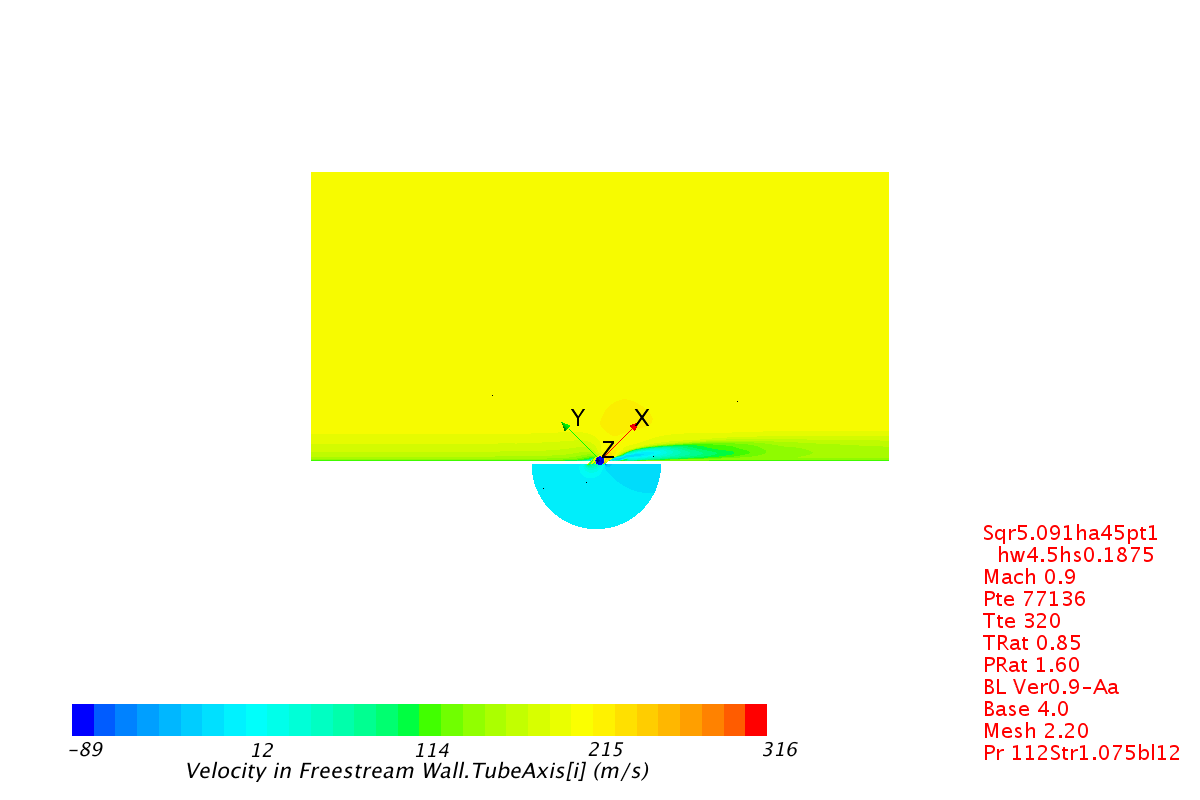 Y
X
Z
Sqr5.091ha45pt1
hw4.5hs0.1875
Mach 0.9
Pte 77136
Tte 320
TRat 0.85
PRat 1.60
BL Ver0.9-Aa
Base 4.0
Mesh 2.20
Pr 112Str1.075bl12
-89 12 114 215 316
Velocity in Freestream Wall.TubeAxis[i] (m/s)